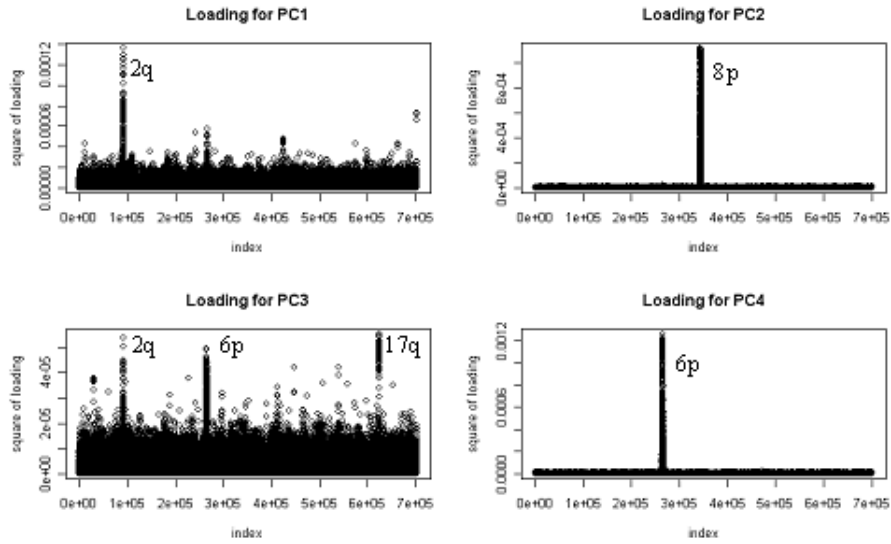 Loading for PC1
square of loading
0.00000
0.00006
0.00012
2q
0e+00 1e+05 2e+05 3e+05 4e+05 5e+05 6e+05 7e+05
index
Loading for PC2
square of loading
0e+00
4e-04
8e-04
8p
0e+00 1e+05 2e+05 3e+05 4e+05 5e+05 6e+05 7e+05
index
Loading for PC3
square of loading
0e+00
2e-05
4e-05
2q
6p
17q
0e+00 1e+05 2e+05 3e+05 4e+05 5e+05 6e+05 7e+05
index
Loading for PC4
square of loading
0.0000
0.0006
0.0012
6p
0e+00 1e+05 2e+05 3e+05 4e+05 5e+05 6e+05 7e+05
index